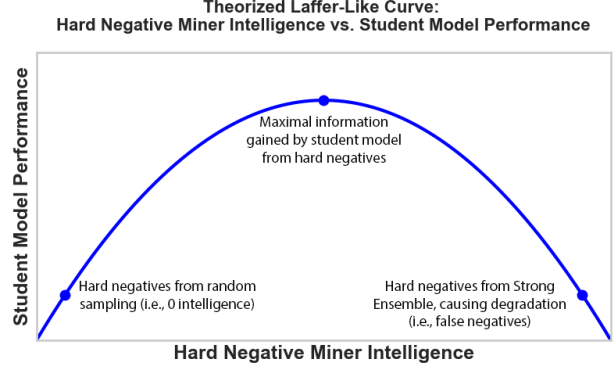 Theorized Laffer-Like Curve:
Hard Negative Miner Intelligence vs. Student Model Performance
Student Model Performance
Maximal information
gained by student model
from hard negatives
Hard negatives from random
sampling (i.e., 0 intelligence)
Hard negatives from Strong
Ensemble, causing degradation
(i.e., false negatives)
Hard Negative Miner Intelligence